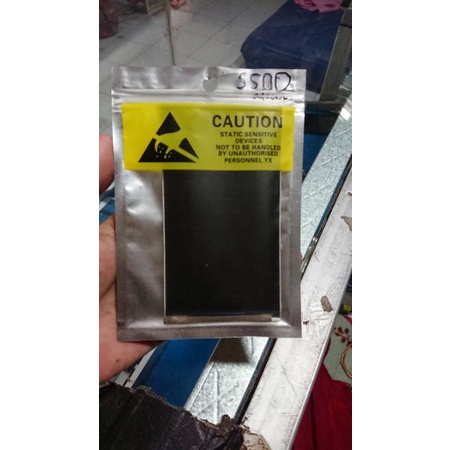 CAUTION
STATIC SENSITIVE
DEVICES
NOT TO BE HANDLED
BY UNAUTHORISED
PERSONNEL YX